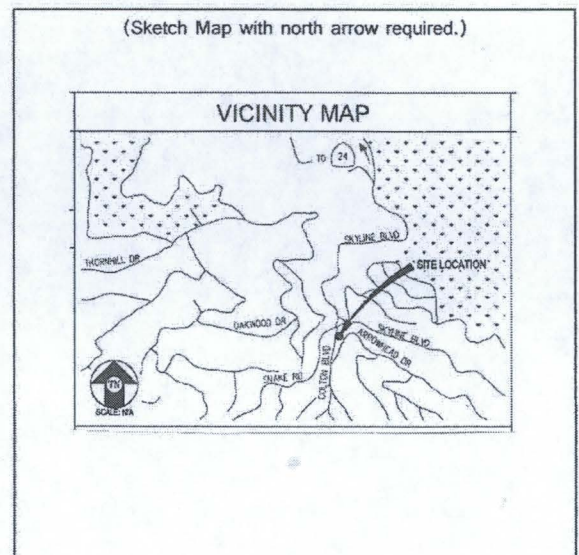 (Sketch Map with north arrow required.)
VICINITY MAP
TO 24
SKYLINE BLVD
THORNHILL DR
SITE LOCATION
OAKWOOD DR
SKYLINE BLVD
ARROWHEAD DR
SNAKE RD
COLTON BLVD
TN
SCALE: N/A